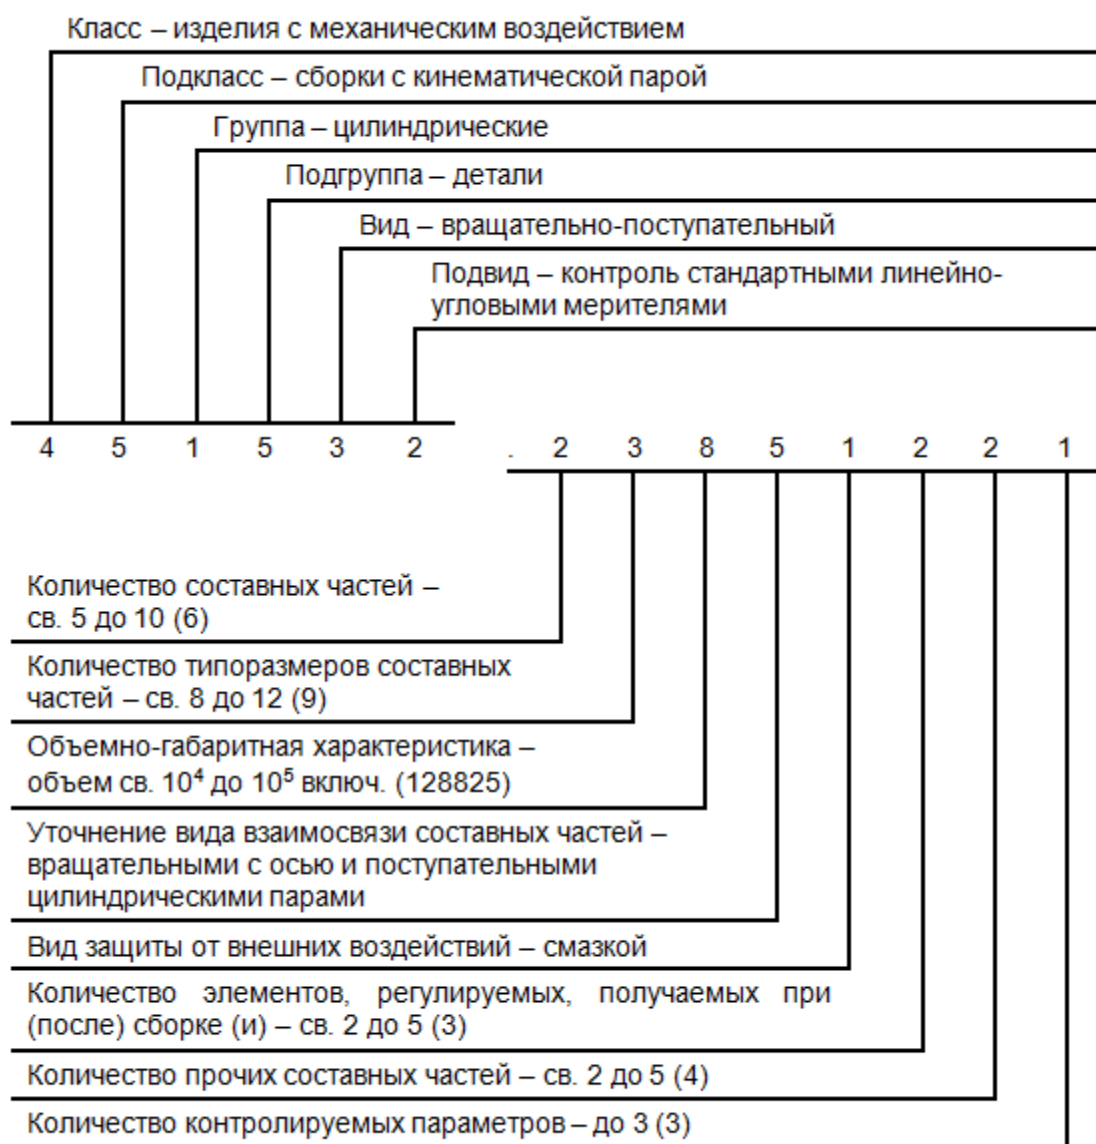 Класс – изделия с механическим воздействием
Подкласс – сборки с кинематической парой
Группа – цилиндрические
Подгруппа – детали
Вид – вращательно-поступательный
Подвид – контроль стандартными линейно-
угловыми мерителями
4 5 1 5 3 2 . 2 3 8 5 1 2 2 1
Количество составных частей –
св. 5 до 10 (6)
Количество типоразмеров составных
частей – св. 8 до 12 (9)
Объемно-габаритная характеристика –
объем св. 10⁴ до 10⁵ включ. (128825)
Уточнение вида взаимосвязи составных частей –
вращательными с осью и поступательными
цилиндрическими парами
Вид защиты от внешних воздействий – смазкой
Количество элементов, регулируемых, получаемых при
(после) сборке (и) – св. 2 до 5 (3)
Количество прочих составных частей – св. 2 до 5 (4)
Количество контролируемых параметров – до 3 (3)